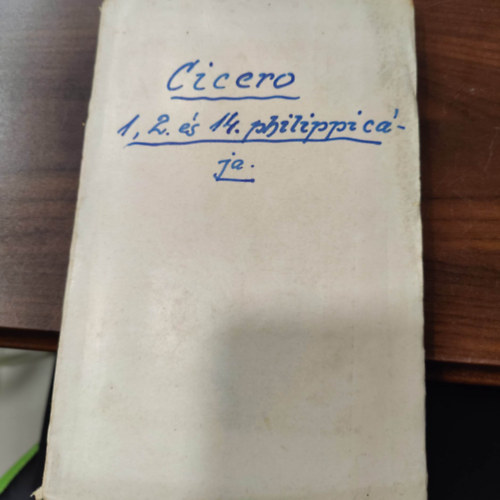 Cicero
1, 2. és 14. philippicá-
ja.